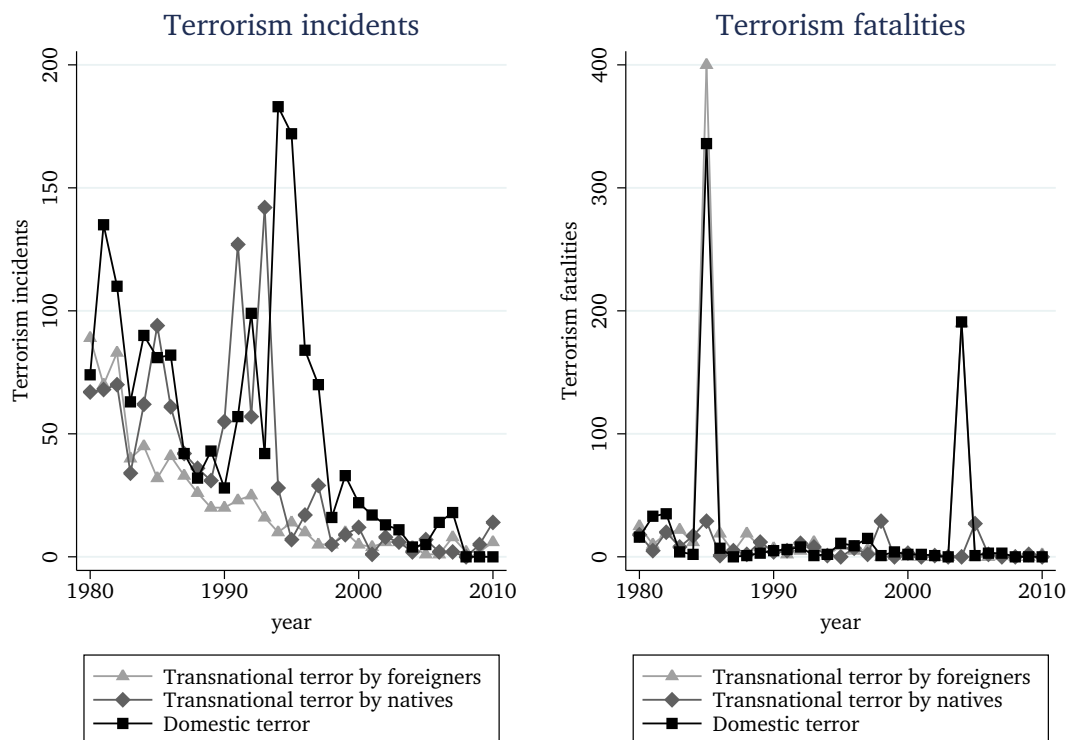 Terrorism incidents
200
150
100
50
0
Terrorism incidents
1980 1990 2000 2010
year
Transnational terror by foreigners
Transnational terror by natives
Domestic terror
Terrorism fatalities
400
300
200
100
0
Terrorism fatalities
1980 1990 2000 2010
year
Transnational terror by foreigners
Transnational terror by natives
Domestic terror